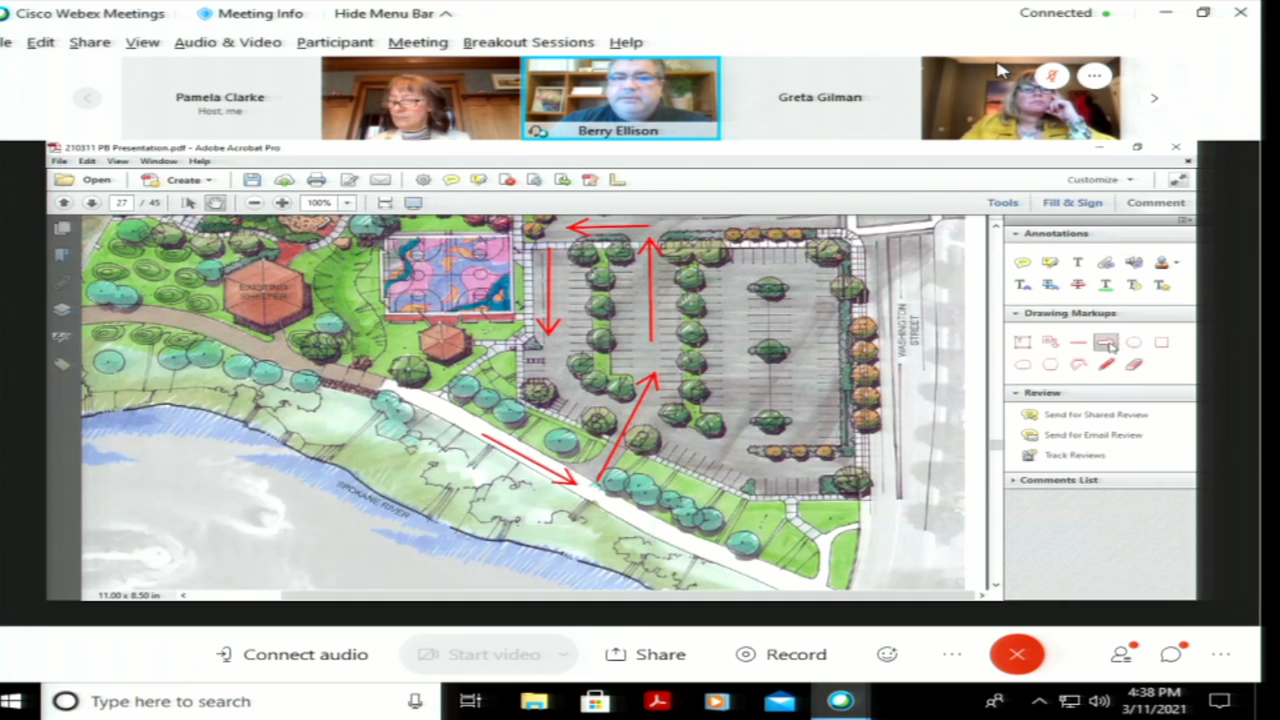 Cisco Webex Meetings
Meeting Info
Hide Menu Bar
Connected
le Edit Share View Audio & Video Participant Meeting Breakout Sessions Help
Pamela Clarke
Host, me
Berry Ellison
Greta Gilman
210311 PB Presentation.pdf - Adobe Acrobat Pro
File Edit View Window Help
Open
Create
Customize
27 / 45
100%
Tools
Fill & Sign
Comment
Annotations
T
T T T T T T
Drawing Markups
T
Review
Send for Shared Review
Send for Email Review
Track Reviews
Comments List
EXISTING
SHELTER
WASHINGTON
STREET
SPOKANE RIVER
11.00 x 8.50 in
Connect audio
Start video
Share
Record
Type here to search
4:38 PM
3/11/2021